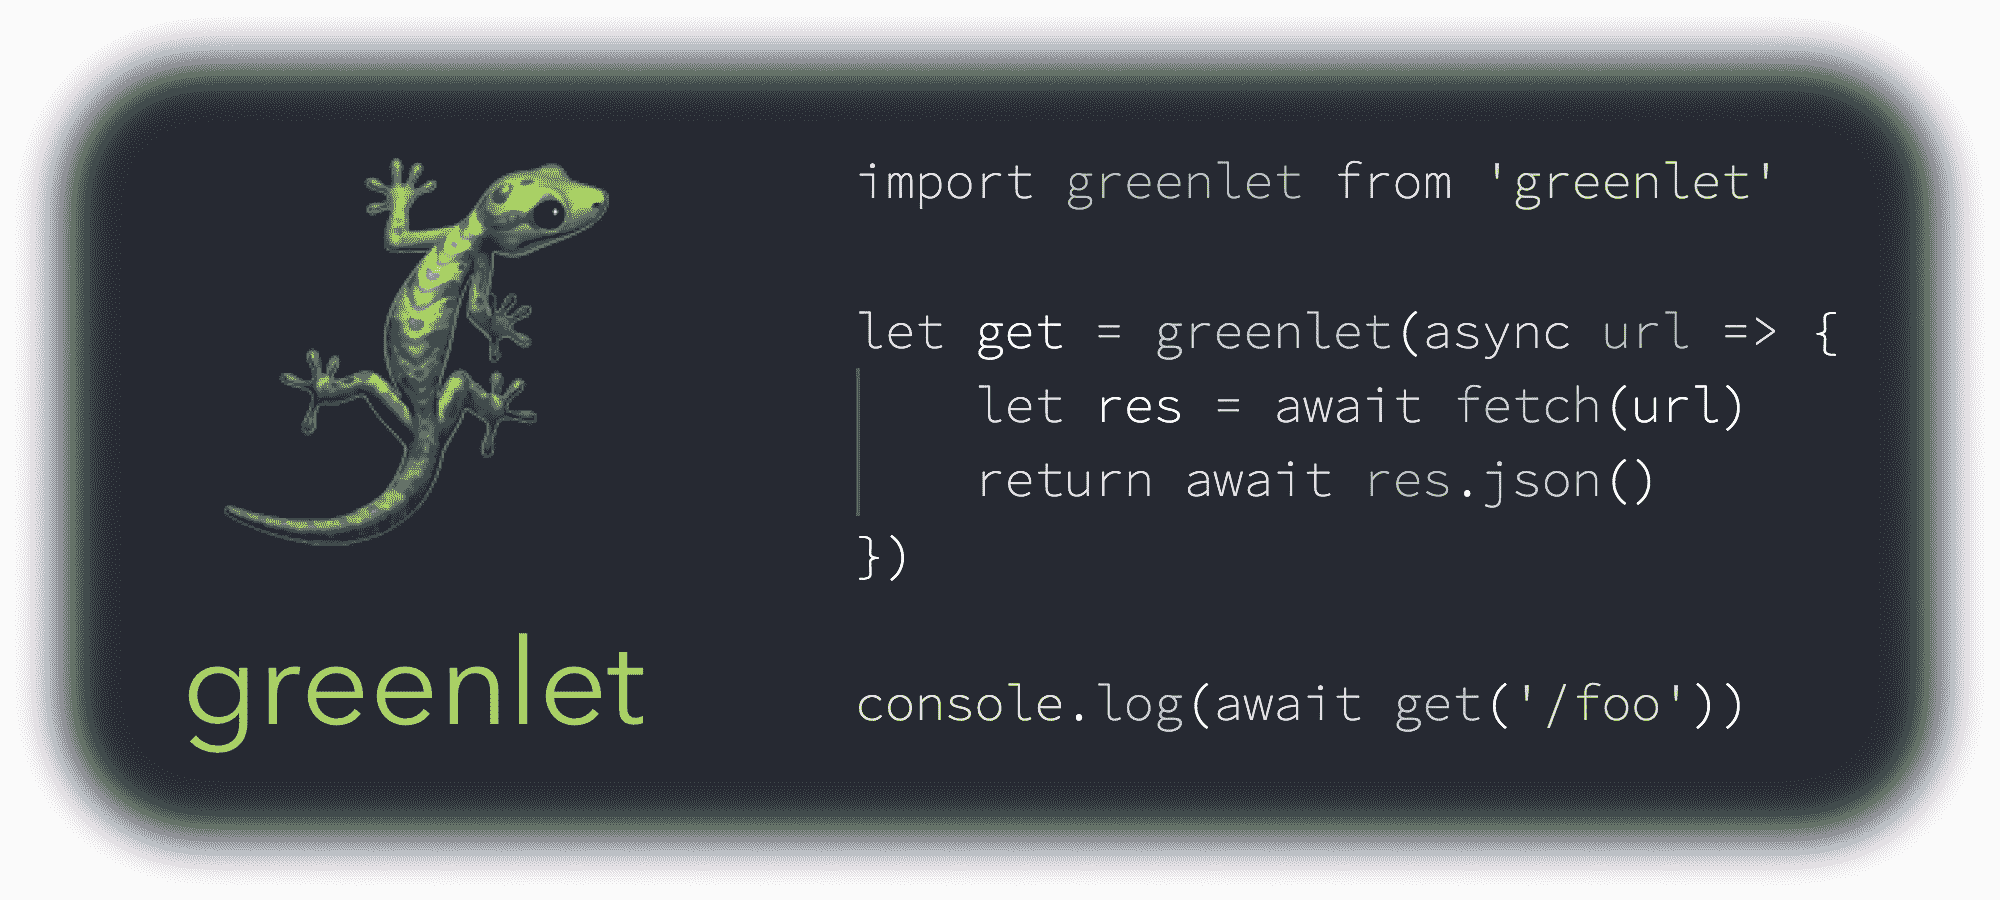 greenlet
import greenlet from 'greenlet'
let get = greenlet(async url => {
    let res = await fetch(url)
    return await res.json()
})
console.log(await get('/foo'))